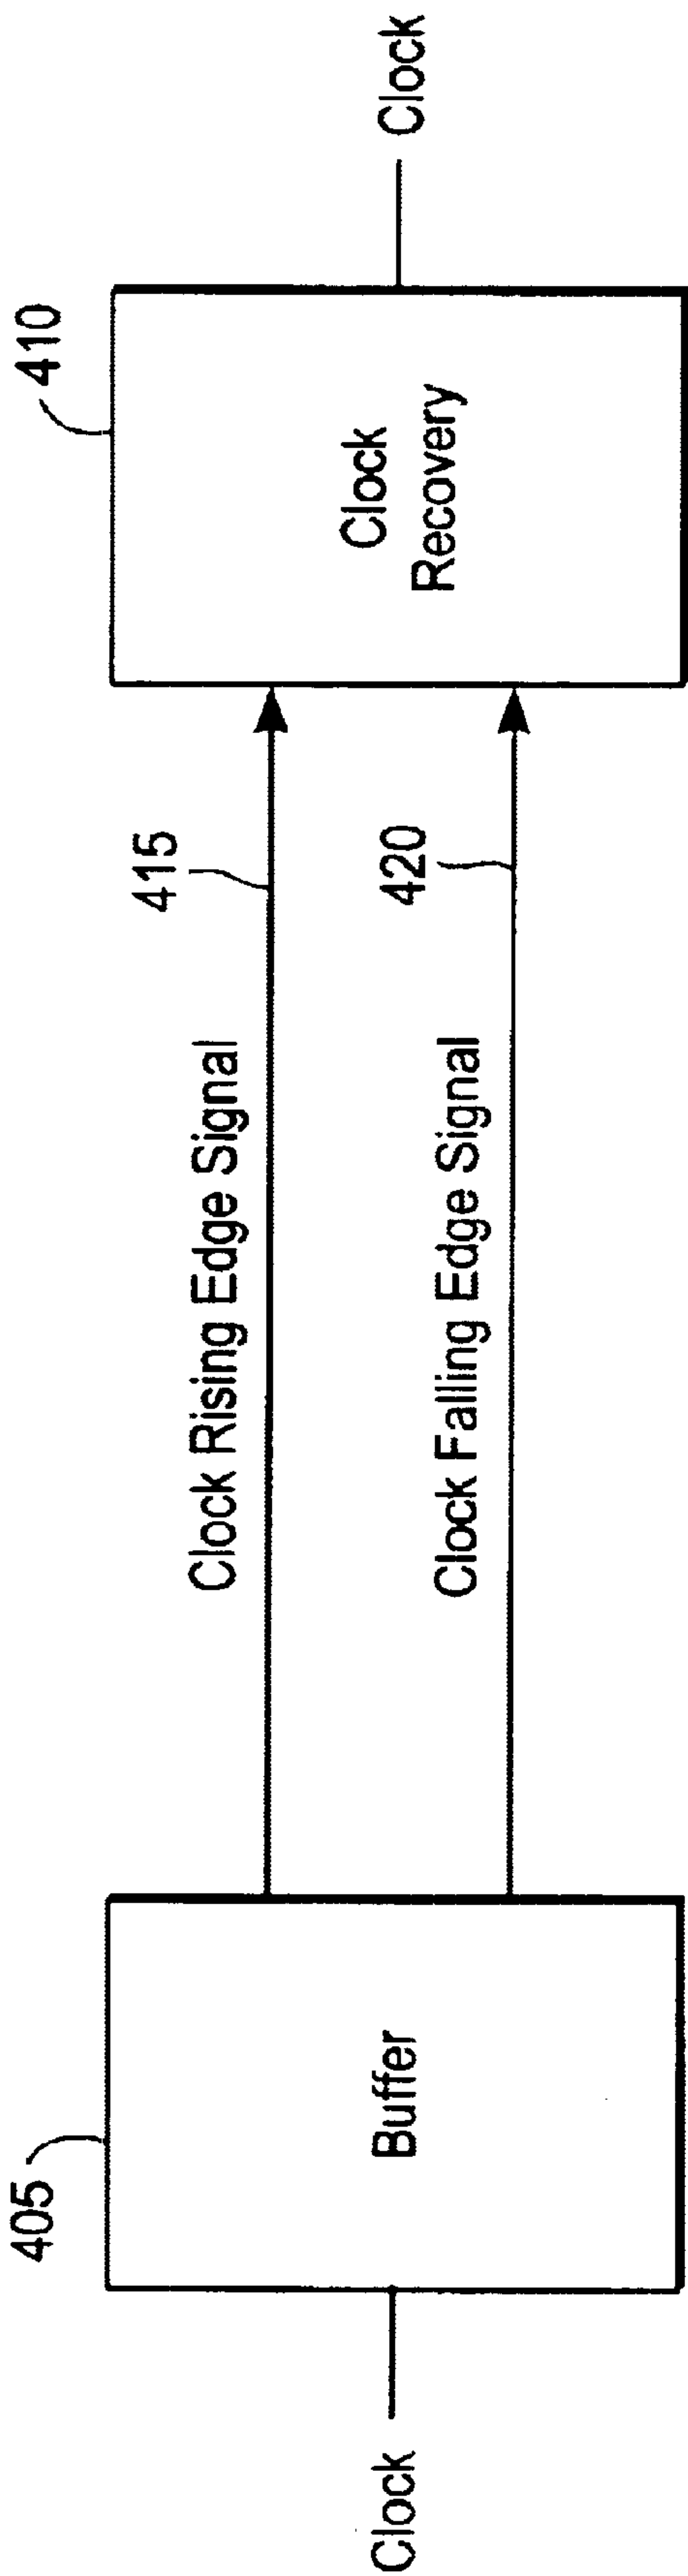 405
410
Clock
Buffer
Clock Rising Edge Signal
415
Clock Falling Edge Signal
420
Clock
Recovery
Clock